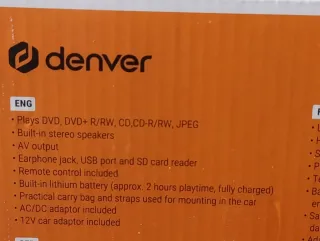 denver
ENG
• Plays DVD, DVD+ R/RW, CD,CD-R/RW, JPEG
• Built-in stereo speakers
• AV output
• Earphone jack, USB port and SD card reader
• Remote control included
• Built-in lithium battery (approx. 2 hours playtime, fully charged)
• Practical carry bag and straps used for mounting in the car
• AC/DC adaptor included
• 12V car adaptor included